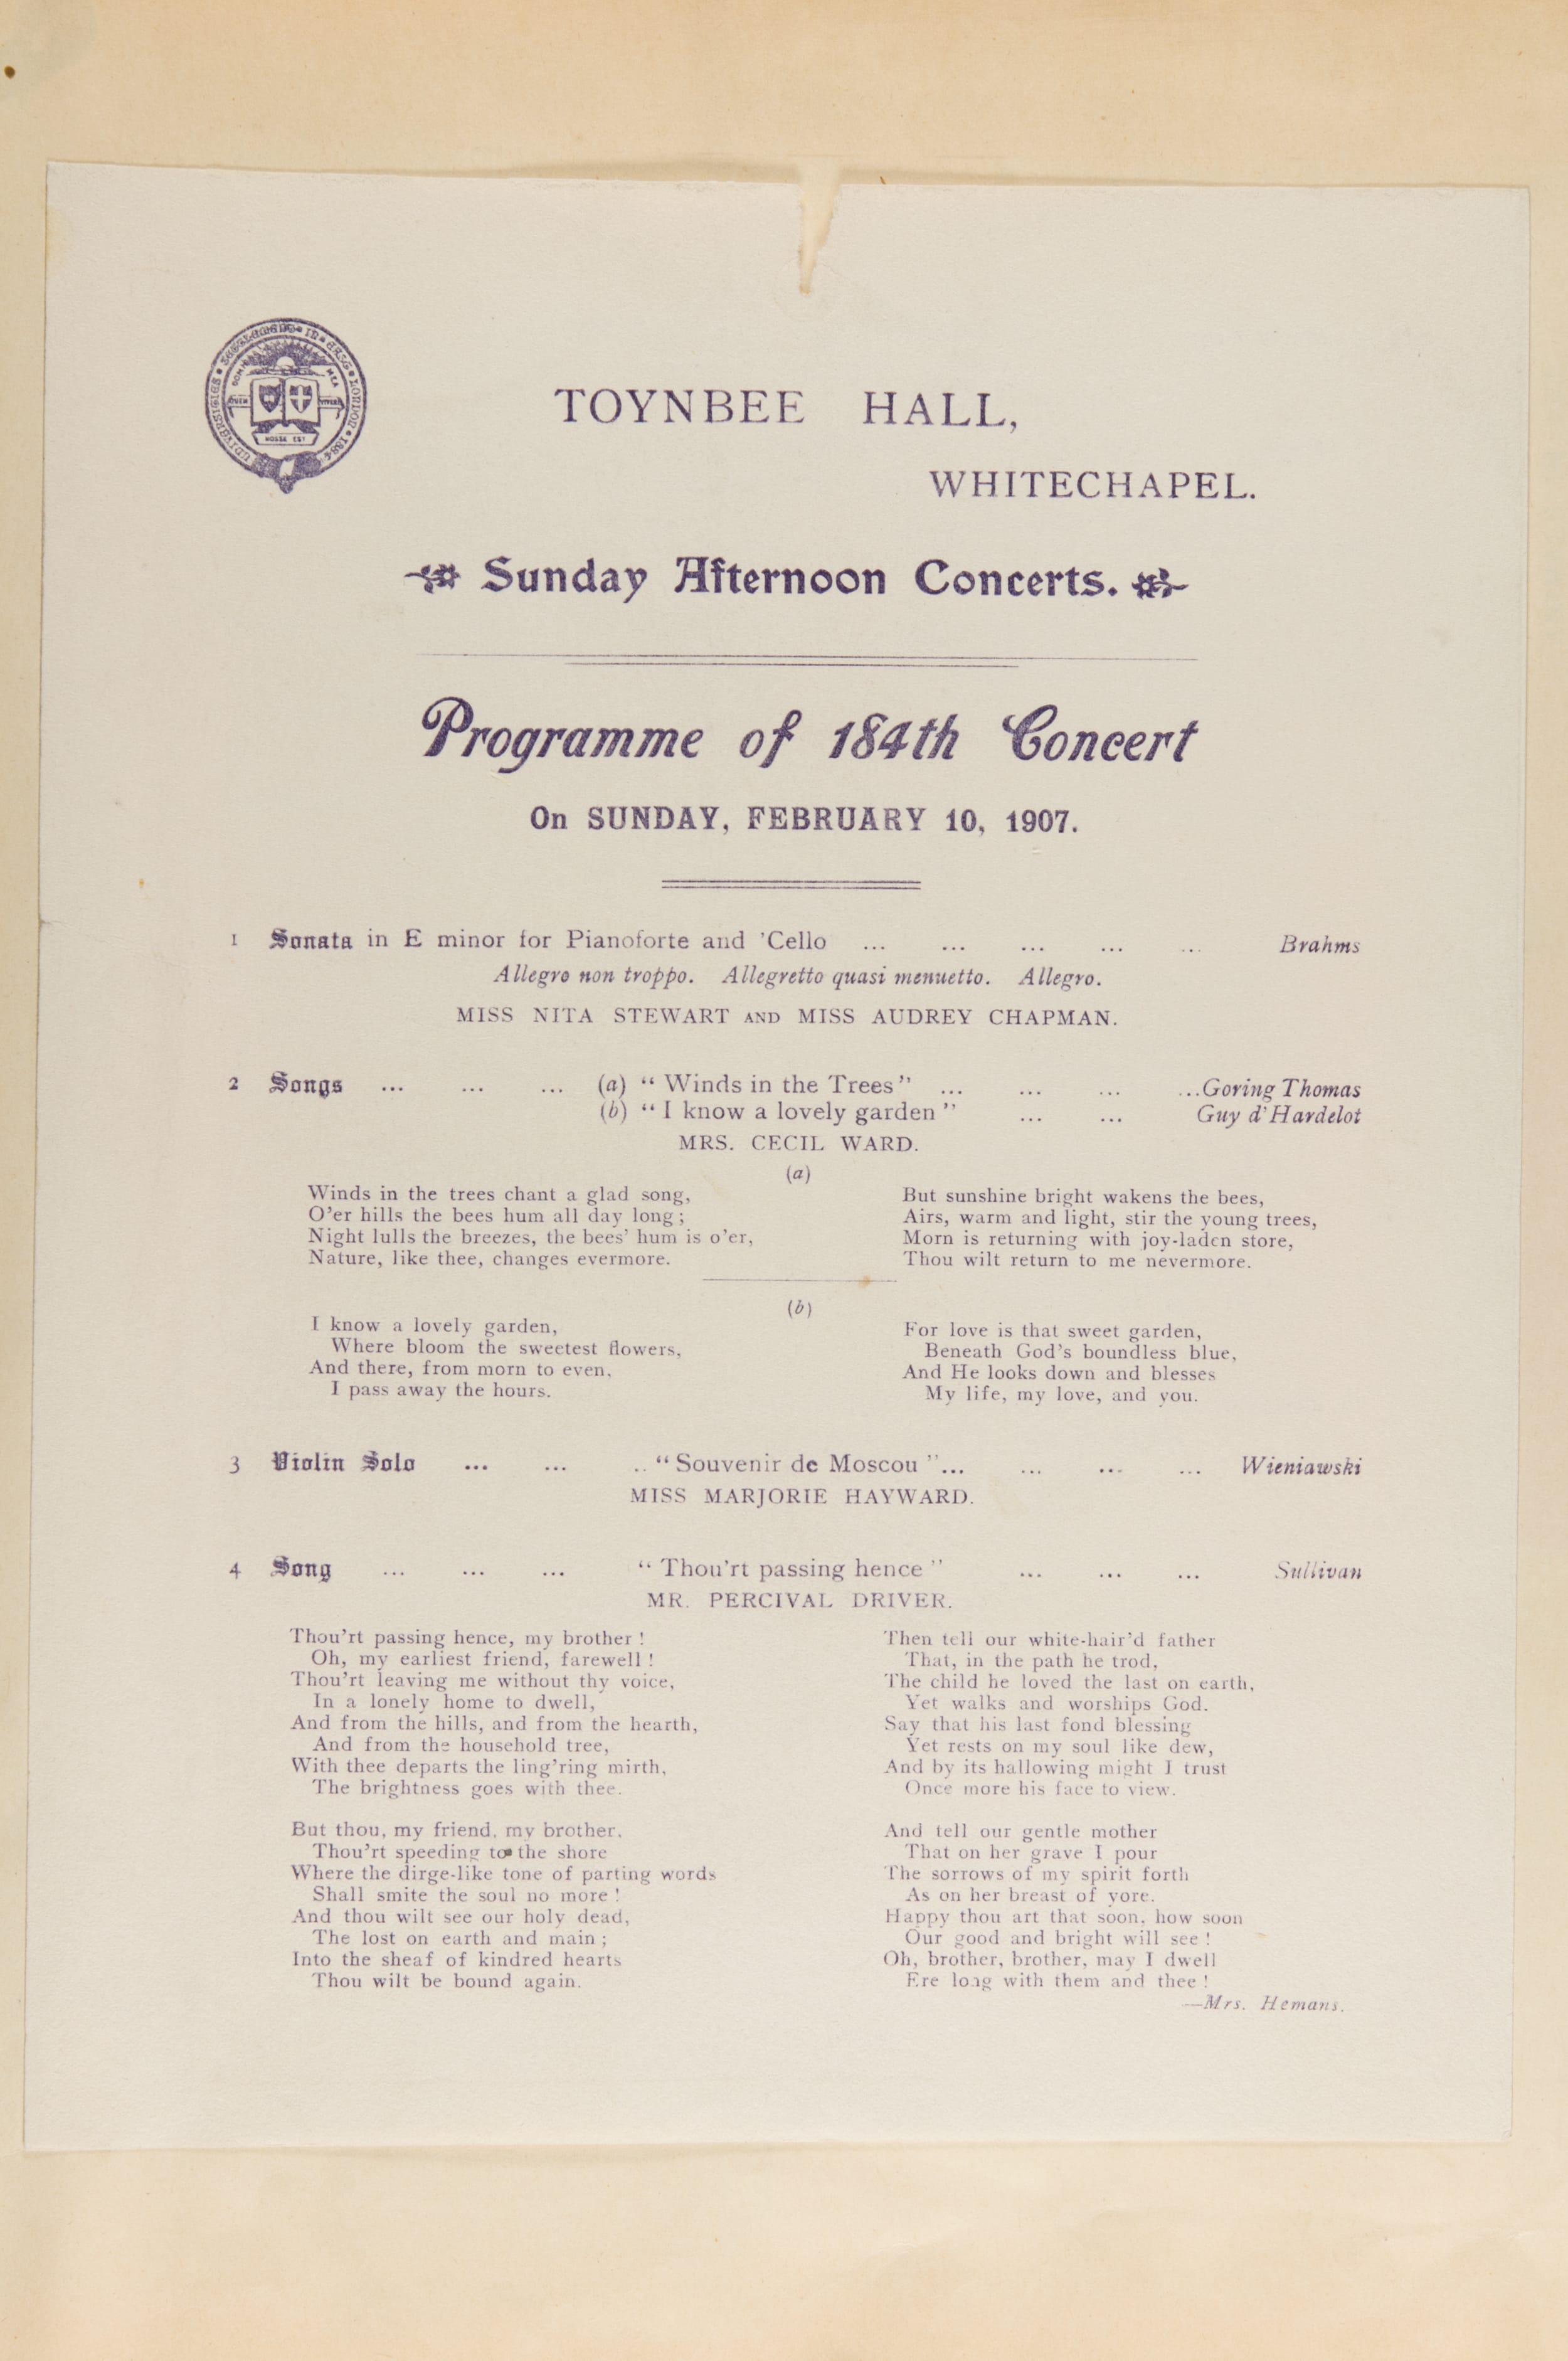 UNIVERSITIES • SETTLEMENT • IN • EAST • LONDON • 1884
TOYNBEE HALL,
WHITECHAPEL.
Sunday Afternoon Concerts.
Programme of 184th Concert
On SUNDAY, FEBRUARY 10, 1907.
1 Sonata in E minor for Pianoforte and 'Cello ... ... ... ... ... Brahms
Allegro non troppo. Allegretto quasi menuetto. Allegro.
MISS NITA STEWART AND MISS AUDREY CHAPMAN.
2 Songs ... ... ... (a) “ Winds in the Trees” ... ... ... ...Goring Thomas
(b) “ I know a lovely garden ” ... ... Guy d'Hardelot
MRS. CECIL WARD.
(a)
Winds in the trees chant a glad song,
O'er hills the bees hum all day long ;
Night lulls the breezes, the bees' hum is o'er,
Nature, like thee, changes evermore.
But sunshine bright wakens the bees,
Airs, warm and light, stir the young trees,
Morn is returning with joy-laden store,
Thou wilt return to me nevermore.
(b)
I know a lovely garden,
Where bloom the sweetest flowers,
And there, from morn to even,
I pass away the hours.
For love is that sweet garden,
Beneath God's boundless blue,
And He looks down and blesses
My life, my love, and you.
3 Violin Solo ... ... .. “ Souvenir de Moscou ”... ... ... ... Wieniawski
MISS MARJORIE HAYWARD.
4 Song ... ... ... “ Thou'rt passing hence ” ... ... ... Sullivan
MR. PERCIVAL DRIVER.
Thou'rt passing hence, my brother !
Oh, my earliest friend, farewell !
Thou'rt leaving me without thy voice,
In a lonely home to dwell,
And from the hills, and from the hearth,
And from the household tree,
With thee departs the ling'ring mirth,
The brightness goes with thee.
But thou, my friend, my brother,
Thou'rt speeding to the shore
Where the dirge-like tone of parting words
Shall smite the soul no more !
And thou wilt see our holy dead,
The lost on earth and main ;
Into the sheaf of kindred hearts
Thou wilt be bound again.
Then tell our white-hair'd father
That, in the path he trod,
The child he loved the last on earth,
Yet walks and worships God.
Say that his last fond blessing
Yet rests on my soul like dew,
And by its hallowing might I trust
Once more his face to view.
And tell our gentle mother
That on her grave I pour
The sorrows of my spirit forth
As on her breast of yore.
Happy thou art that soon, how soon
Our good and bright will see !
Oh, brother, brother, may I dwell
Ere long with them and thee !
—Mrs. Hemans.